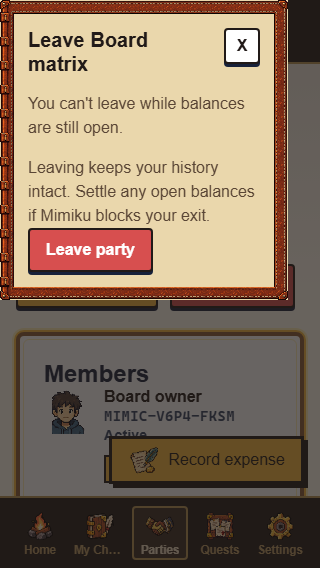 Leave Board
matrix
X
You can't leave while balances
are still open.
Leaving keeps your history
intact. Settle any open balances
if Mimiku blocks your exit.
Leave party
Members
Board owner
MIMIC-V6P4-FKSM
Active
Record expense
Home
My Ch...
Parties
Quests
Settings